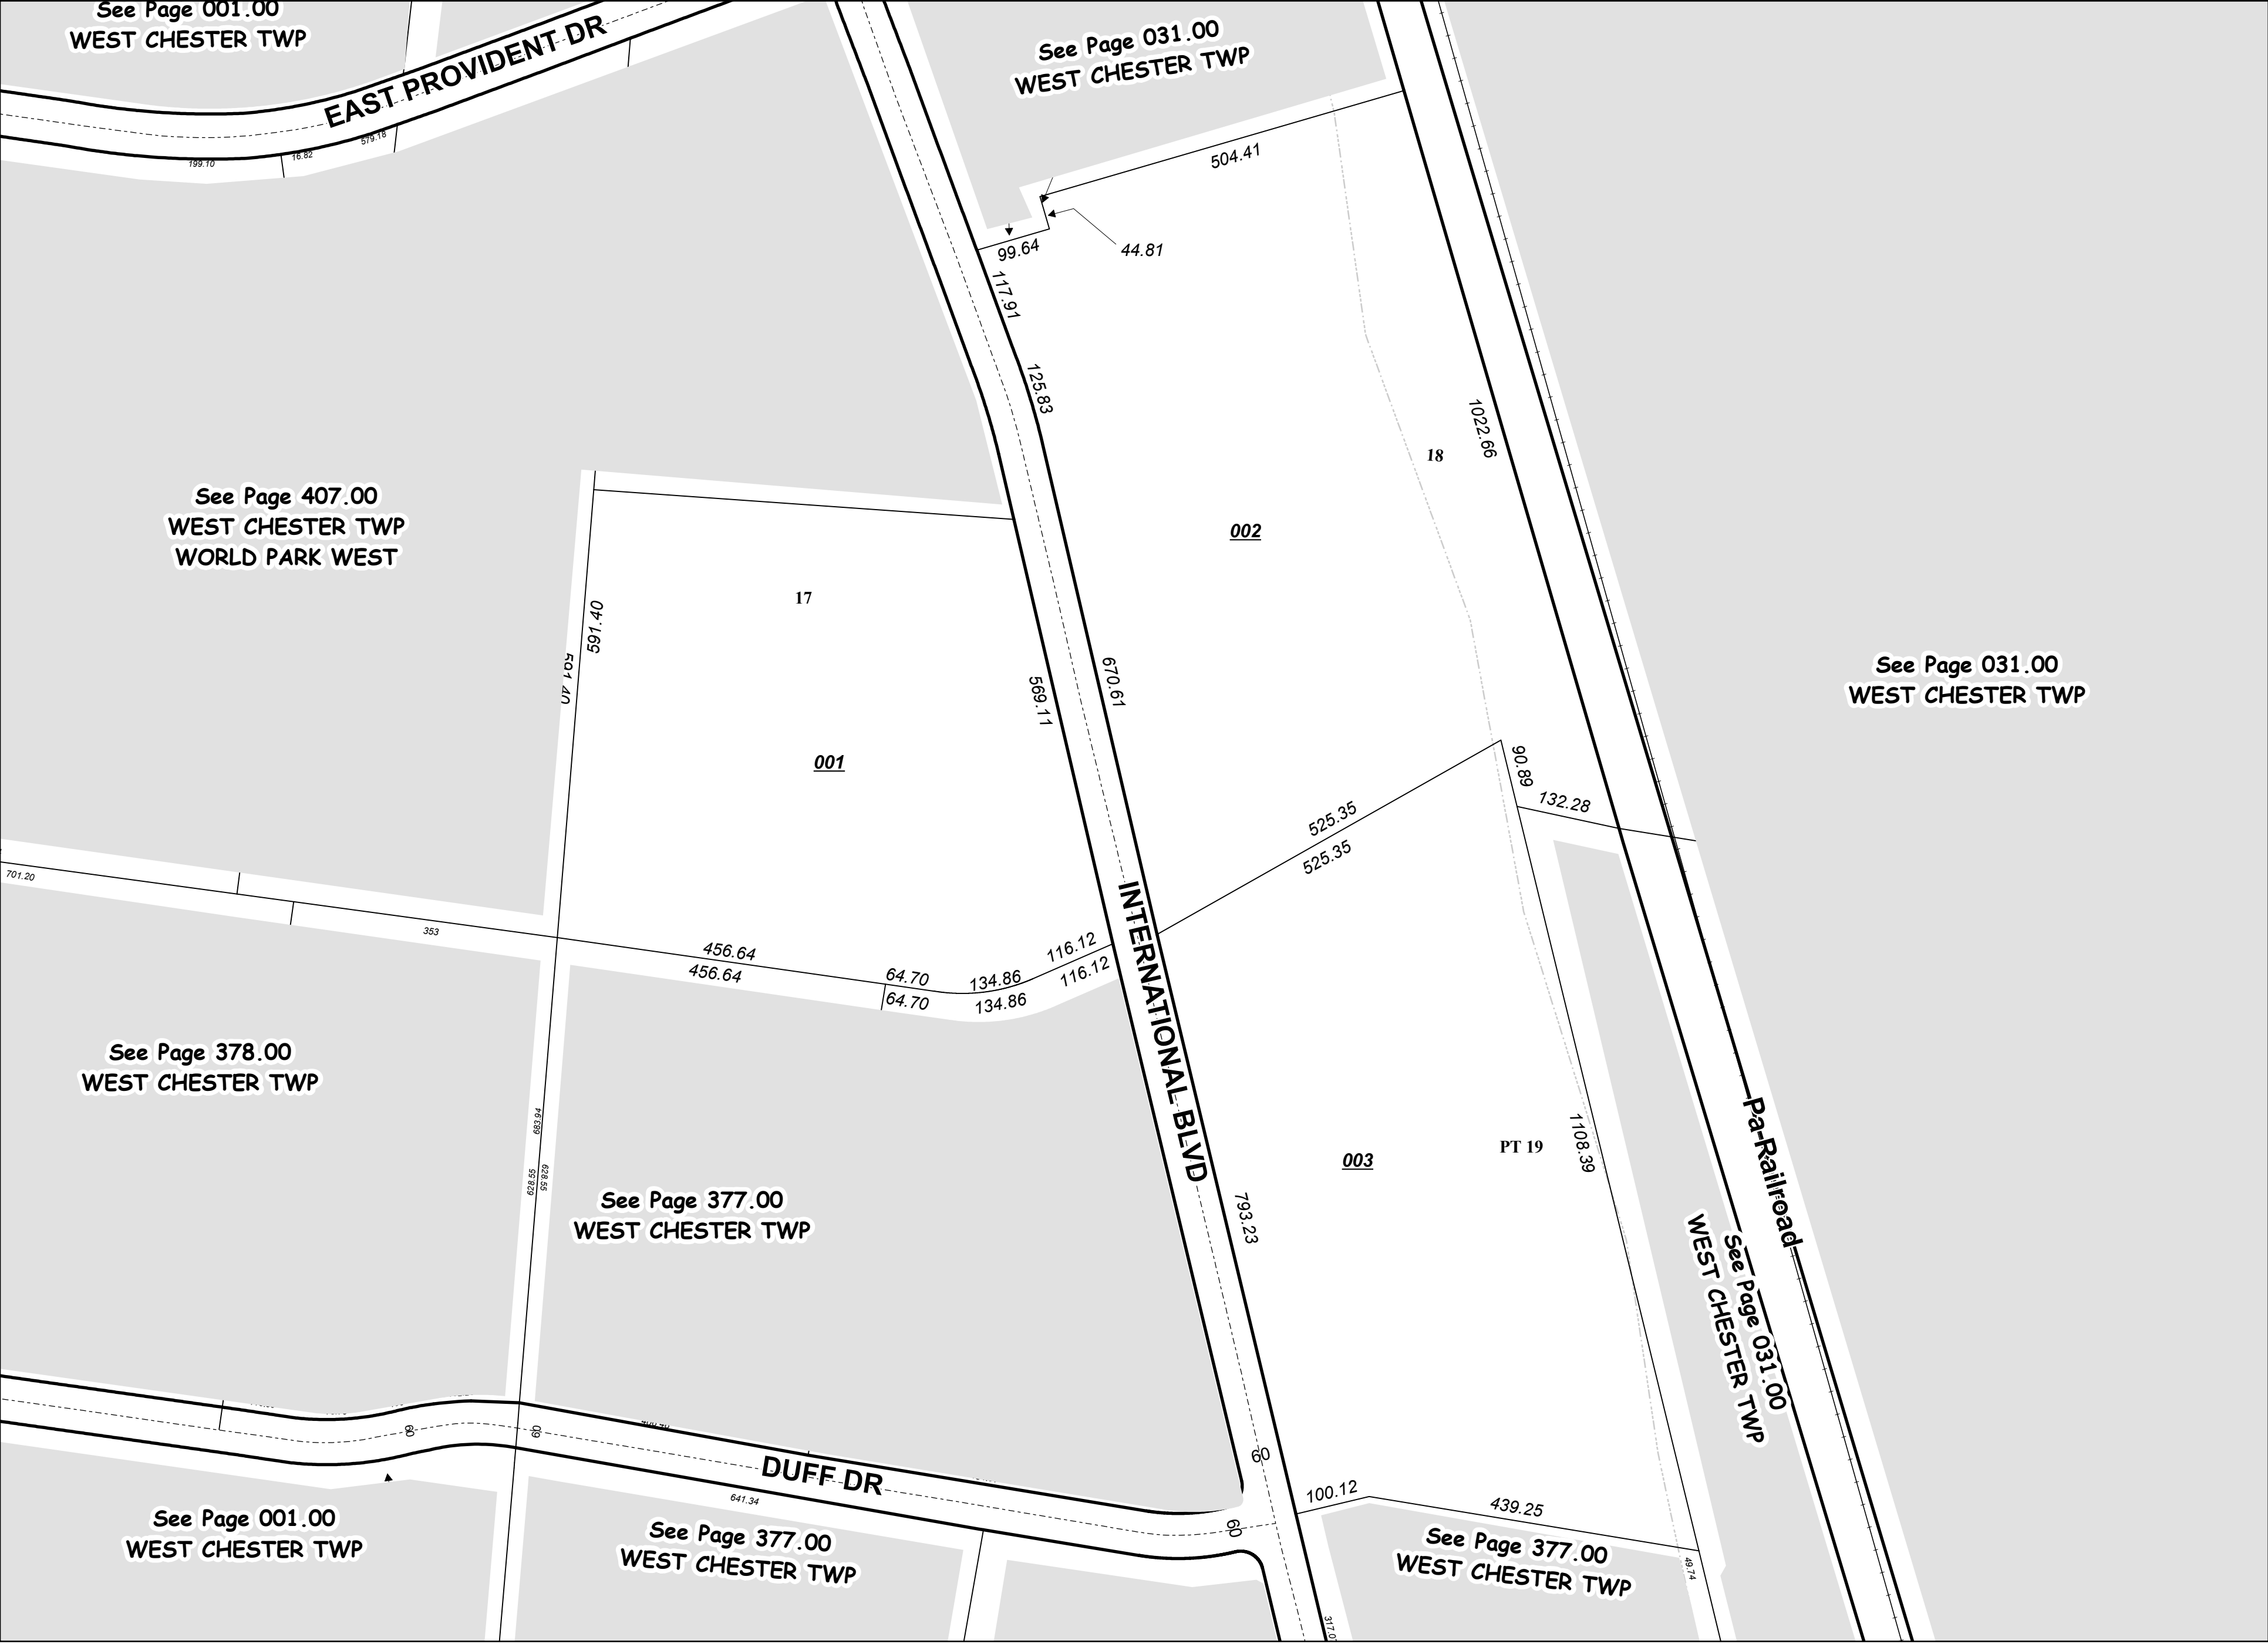 See Page 001.00
WEST CHESTER TWP
EAST PROVIDENT DR
199.10
16.82
579.18
See Page 031.00
WEST CHESTER TWP
504.41
99.64
44.81
117.91
125.83
1022.66
18
002
See Page 407.00
WEST CHESTER TWP
WORLD PARK WEST
17
591.40
591.40
569.11
670.61
001
See Page 031.00
WEST CHESTER TWP
90.89
132.28
525.35
525.35
701.20
353
456.64
456.64
64.70
64.70
134.86
134.86
116.12
116.12
INTERNATIONAL BLVD
See Page 378.00
WEST CHESTER TWP
683.94
628.55
628.55
See Page 377.00
WEST CHESTER TWP
003
PT 19
1108.39
793.23
Pa-Railroad
See Page 031.00
WEST CHESTER TWP
60
60
DUFF DR
641.34
60
60
100.12
439.25
See Page 001.00
WEST CHESTER TWP
See Page 377.00
WEST CHESTER TWP
See Page 377.00
WEST CHESTER TWP
49.74